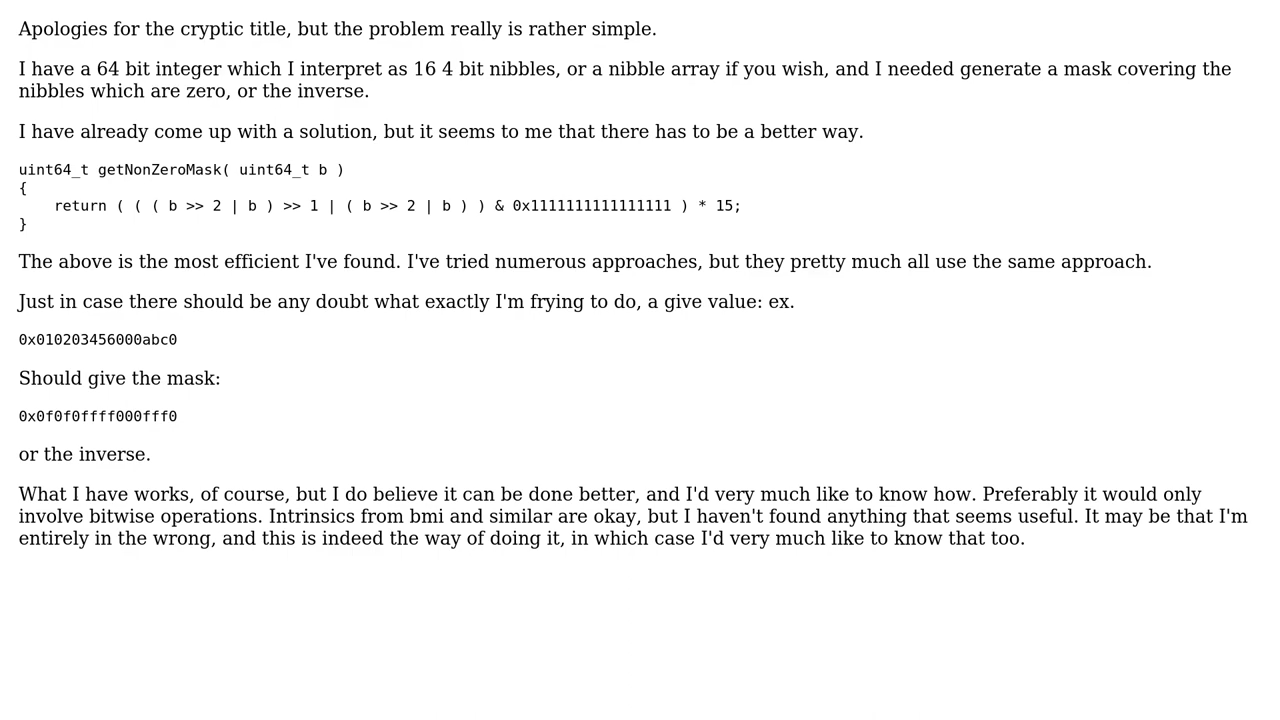 Apologies for the cryptic title, but the problem really is rather simple.
I have a 64 bit integer which I interpret as 16 4 bit nibbles, or a nibble array if you wish, and I needed generate a mask covering the
nibbles which are zero, or the inverse.
I have already come up with a solution, but it seems to me that there has to be a better way.
uint64_t getNonZeroMask( uint64_t b )
{
    return ( ( ( b >> 2 | b ) >> 1 | ( b >> 2 | b ) ) & 0x1111111111111111 ) * 15;
}
The above is the most efficient I've found. I've tried numerous approaches, but they pretty much all use the same approach.
Just in case there should be any doubt what exactly I'm frying to do, a give value: ex.
0x010203456000abc0
Should give the mask:
0x0f0f0ffff000fff0
or the inverse.
What I have works, of course, but I do believe it can be done better, and I'd very much like to know how. Preferably it would only
involve bitwise operations. Intrinsics from bmi and similar are okay, but I haven't found anything that seems useful. It may be that I'm
entirely in the wrong, and this is indeed the way of doing it, in which case I'd very much like to know that too.